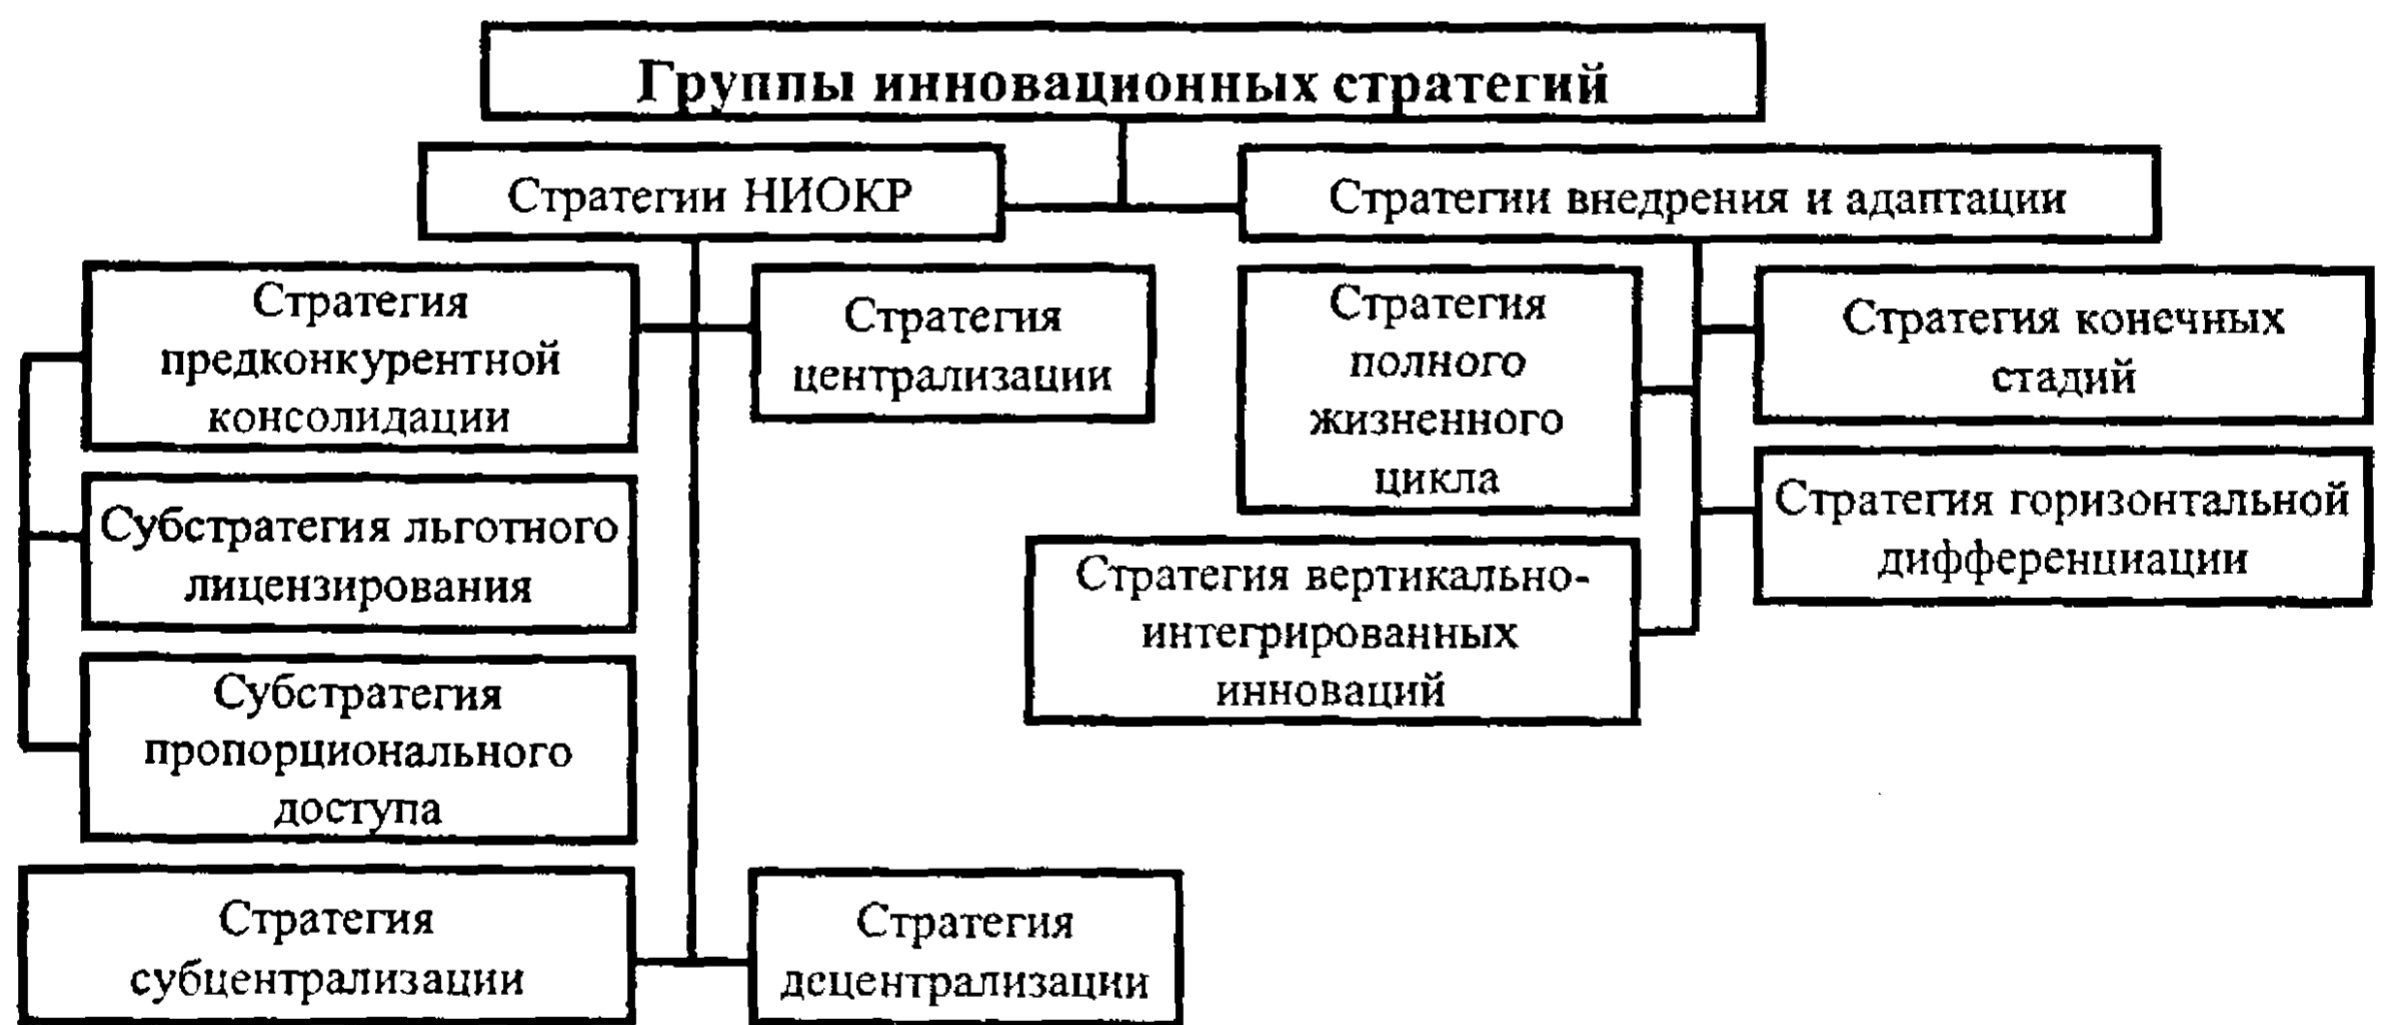 Группы инновационных стратегий
Стратегии НИОКР
Стратегии внедрения и адаптации
Стратегия
предконкурентной
консолидации
Стратегия
централизации
Стратегия
полного
жизненного
цикла
Стратегия конечных
стадий
Субстратегия льготного
лицензирования
Стратегия горизонтальной
дифференциации
Стратегия вертикально-
интегрированных
инноваций
Субстратегия
пропорционального
доступа
Стратегия
субцентрализации
Стратегия
децентрализации